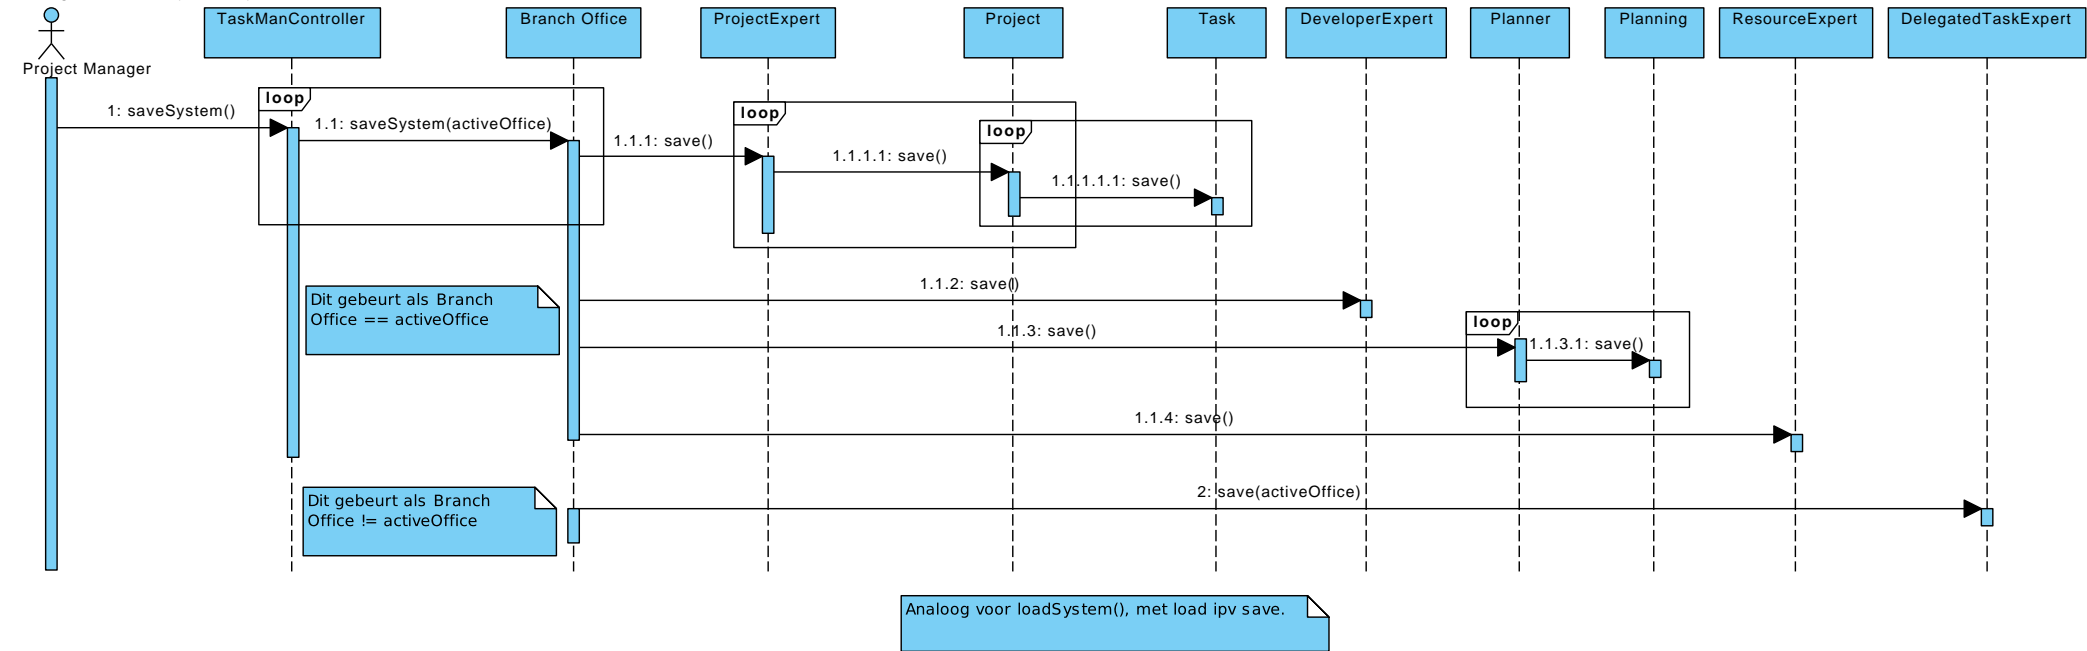 TaskManController
Branch Office
ProjectExpert
Project
Task
DeveloperExpert
Planner
Planning
ResourceExpert
DelegatedTaskExpert
Project Manager
loop
1: saveSystem()
1.1: saveSystem(activeOffice)
loop
1.1.1: save()
loop
1.1.1.1: save()
1.1.1.1.1: save()
1.1.2: save()
Dit gebeurt als Branch
Office == activeOffice
loop
1.1.3: save()
1.1.3.1: save()
1.1.4: save()
2: save(activeOffice)
Dit gebeurt als Branch
Office != activeOffice
Analoog voor loadSystem(), met load ipv save.